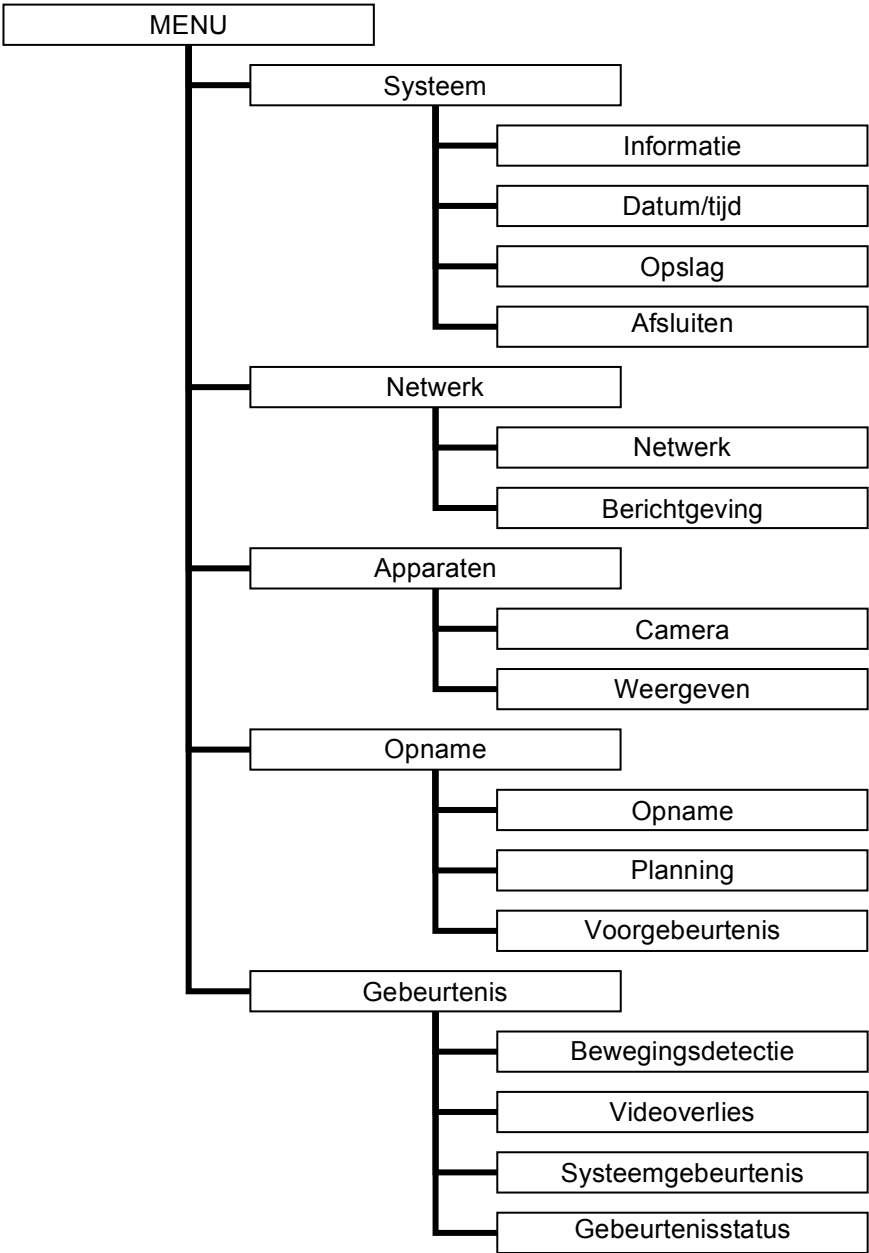 MENU
Systeem
Informatie
Datum/tijd
Opslag
Afsluiten
Netwerk
Netwerk
Berichtgeving
Apparaten
Camera
Weergeven
Opname
Opname
Planning
Voorgebeurtenis
Gebeurtenis
Bewegingsdetectie
Videoverlies
Systeemgebeurtenis
Gebeurtenisstatus